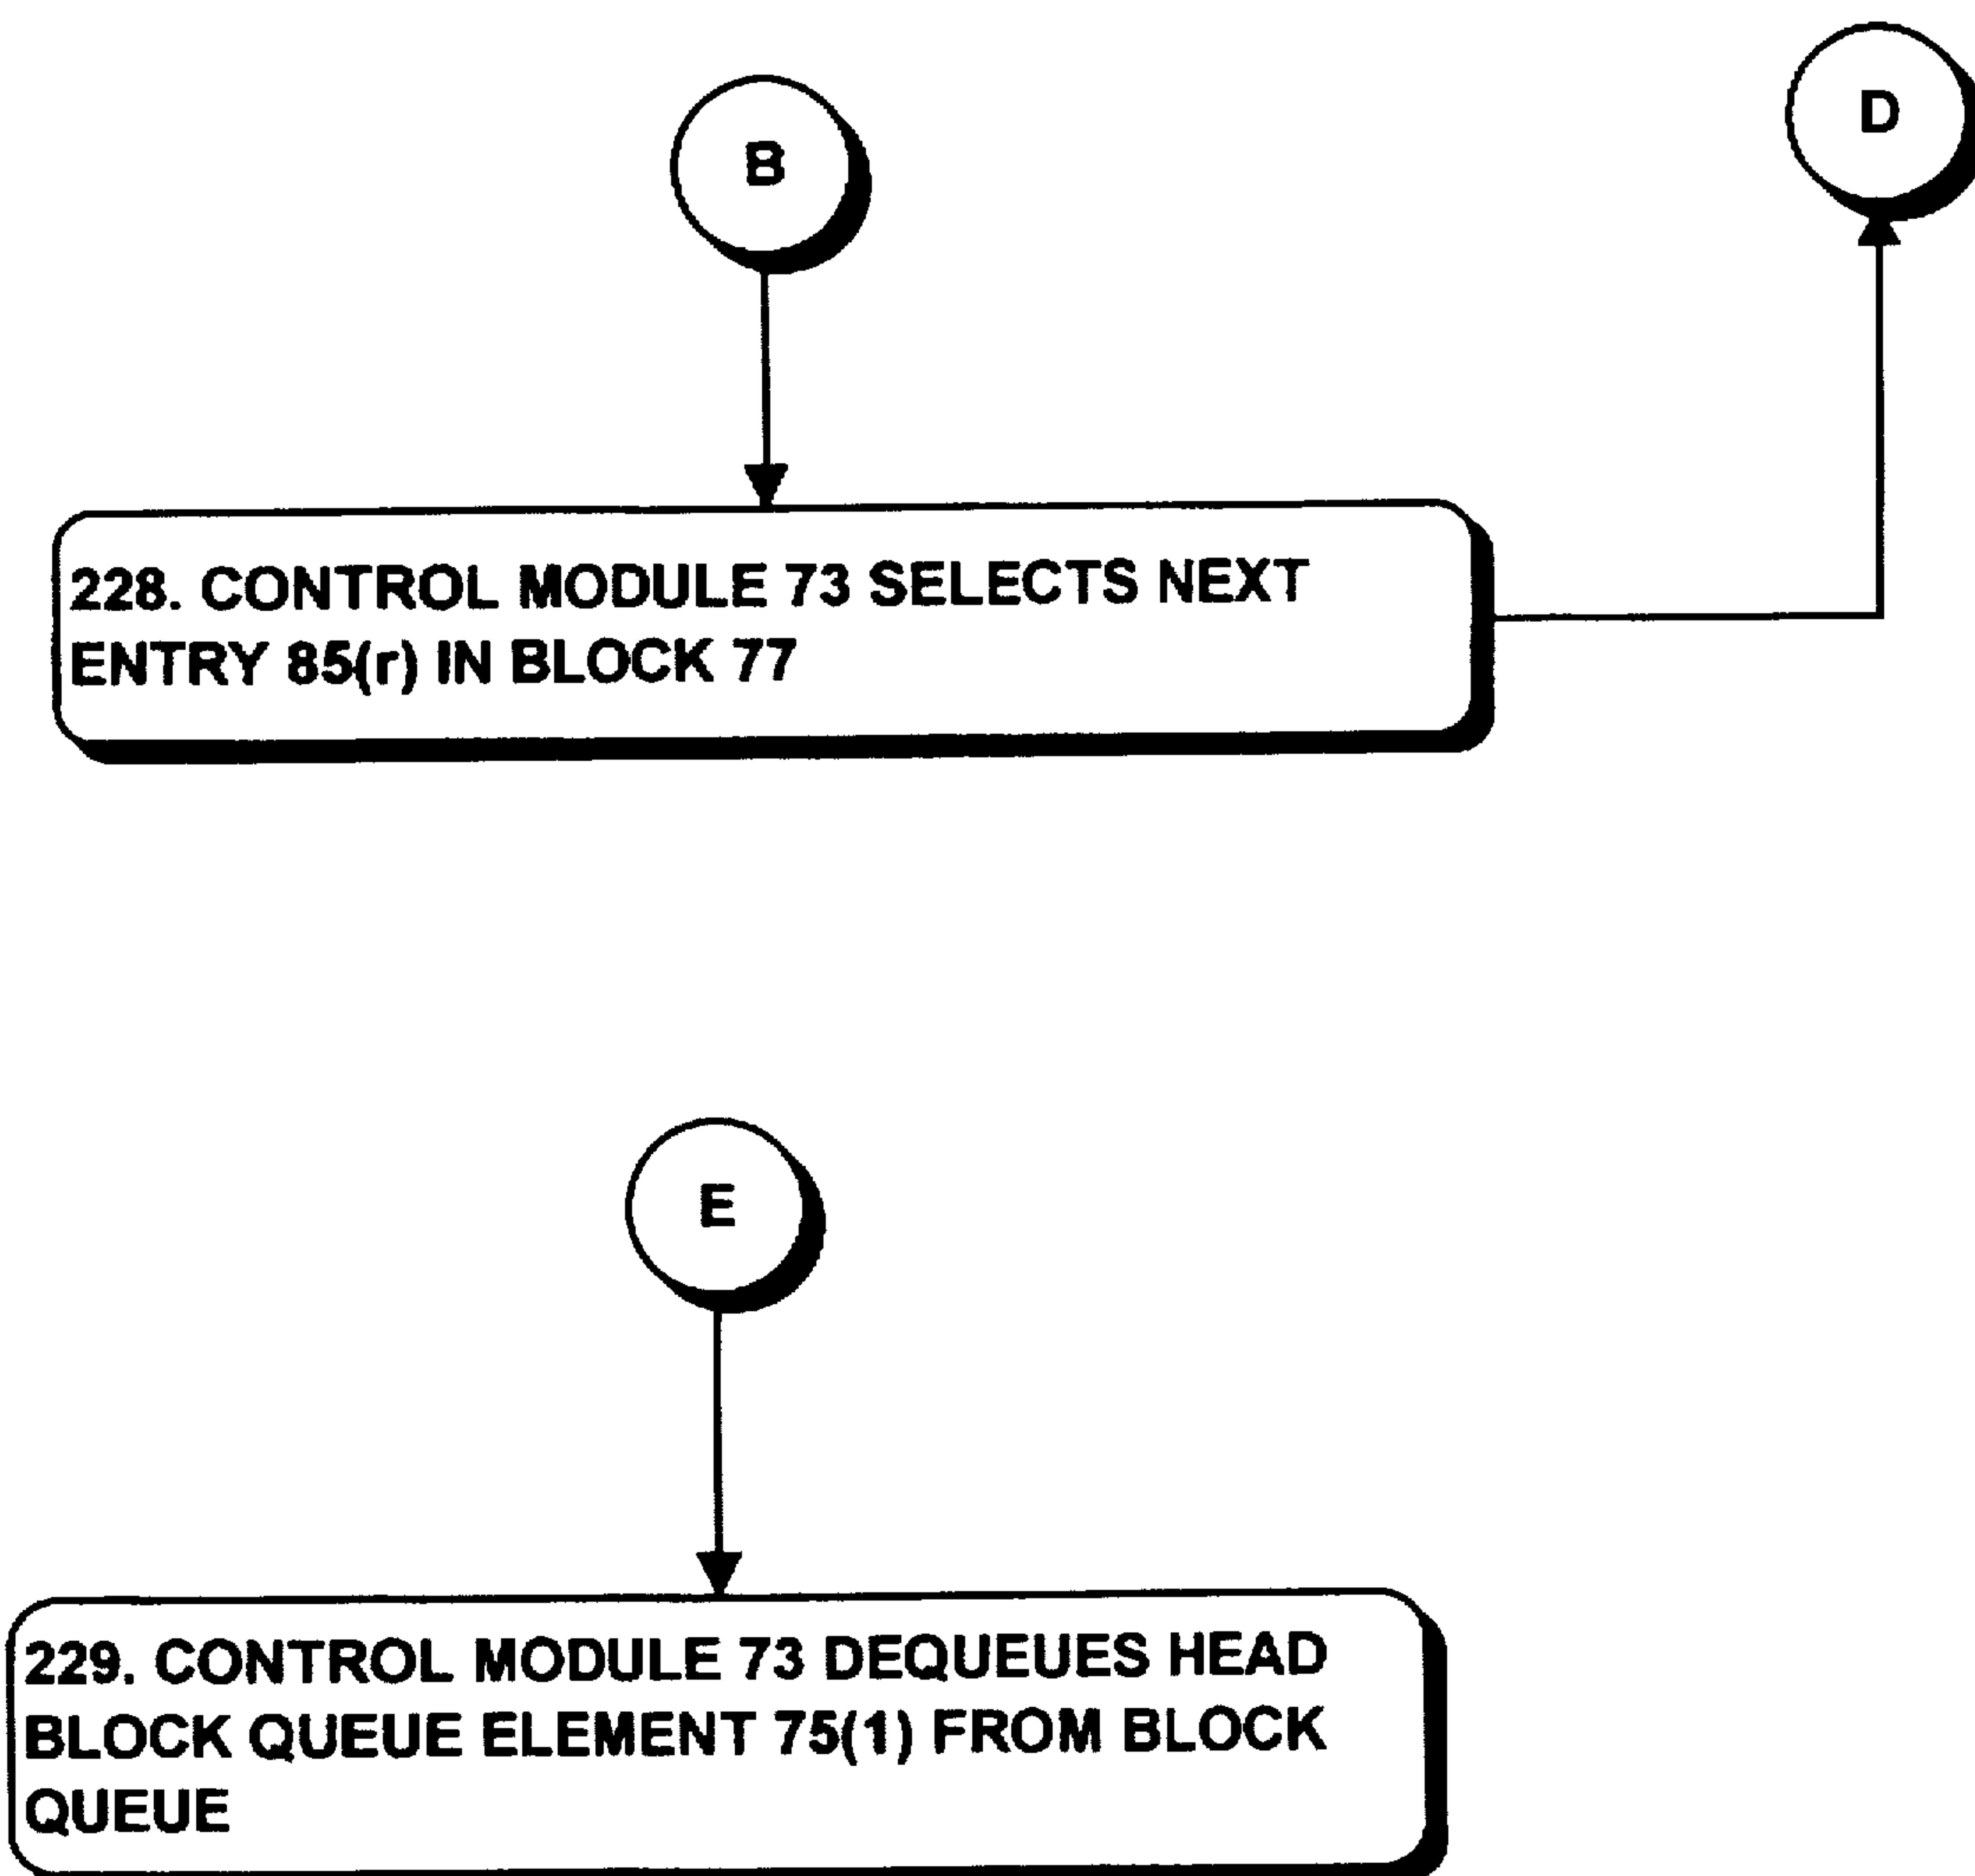 B
D
228. CONTROL MODULE 73 SELECTS NEXT
ENTRY 85(r) IN BLOCK 77
E
229. CONTROL MODULE 73 DEQUEUES HEAD
BLOCK QUEUE ELEMENT 75(1) FROM BLOCK
QUEUE